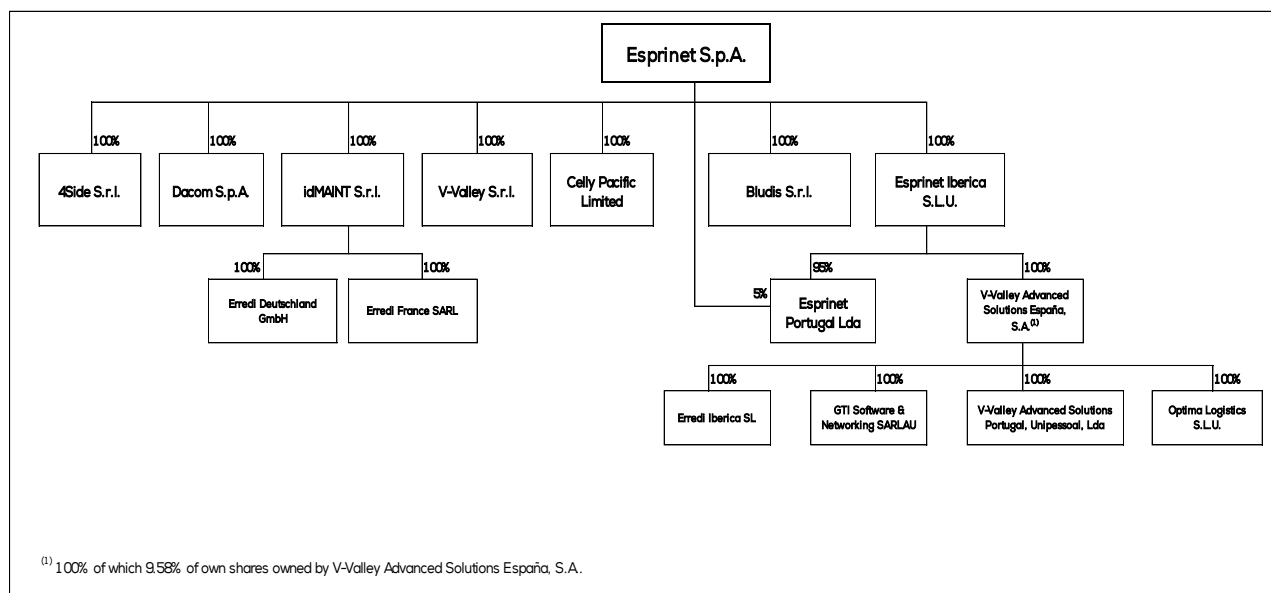 Esprinet S.p.A.
100%
100%
100%
100%
100%
100%
100%
4Side S.r.l.
Dacom S.p.A.
idMAINT S.r.l.
V-Valley S.r.l.
Celly Pacific
Limited
Bludis S.r.l.
Esprinet Iberica
S.L.U.
100%
100%
95%
100%
5%
Erredi Deutschland
GmbH
Erredi France SARL
Esprinet
Portugal Lda
V-Valley Advanced
Solutions España,
S.A.(1)
100%
100%
100%
100%
Erredi Iberica SL
GTI Software &
Networking SARLAU
V-Valley Advanced Solutions
Portugal, Unipessoal, Lda
Optima Logistics
S.L.U.
(1) 100% of which 9.58% of own shares owned by V-Valley Advanced Solutions España, S.A.